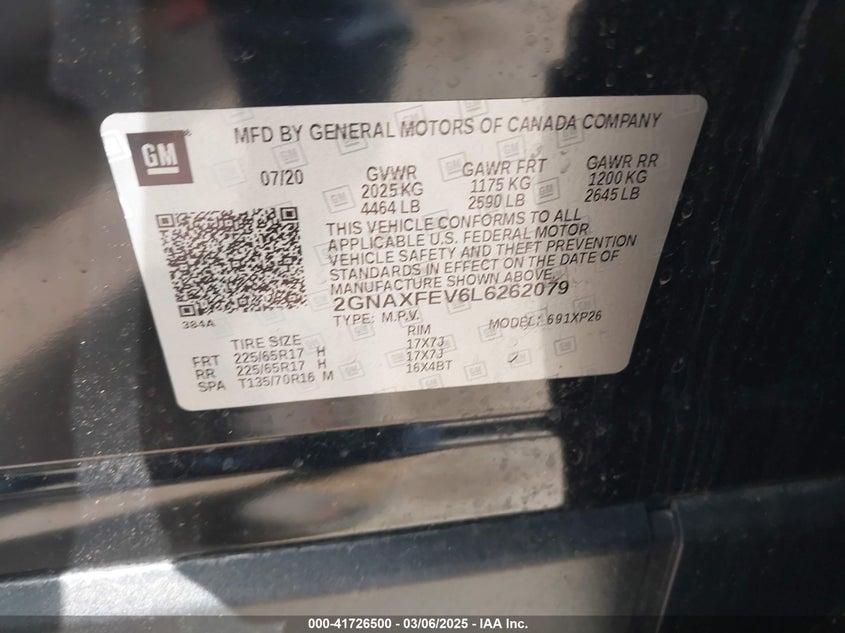 GM
MFD BY GENERAL MOTORS OF CANADA COMPANY
07/20 GVWR GAWR FRT GAWR RR
2025 KG 1175 KG 1200 KG
4464 LB 2590 LB 2645 LB
THIS VEHICLE CONFORMS TO ALL
APPLICABLE U.S. FEDERAL MOTOR
VEHICLE SAFETY AND THEFT PREVENTION
STANDARDS IN EFFECT ON THE DATE OF
MANUFACTURE SHOWN ABOVE.
2GNAXFEV6L6262079
384A
TYPE: M.P.V. MODEL: 691XP26
TIRE SIZE RIM
FRT 225/65R17 H 17X7J
RR 225/65R17 H 17X7J
SPA T135/70R16 M 16X4BT
000-41726500 - 03/06/2025 - IAA Inc.